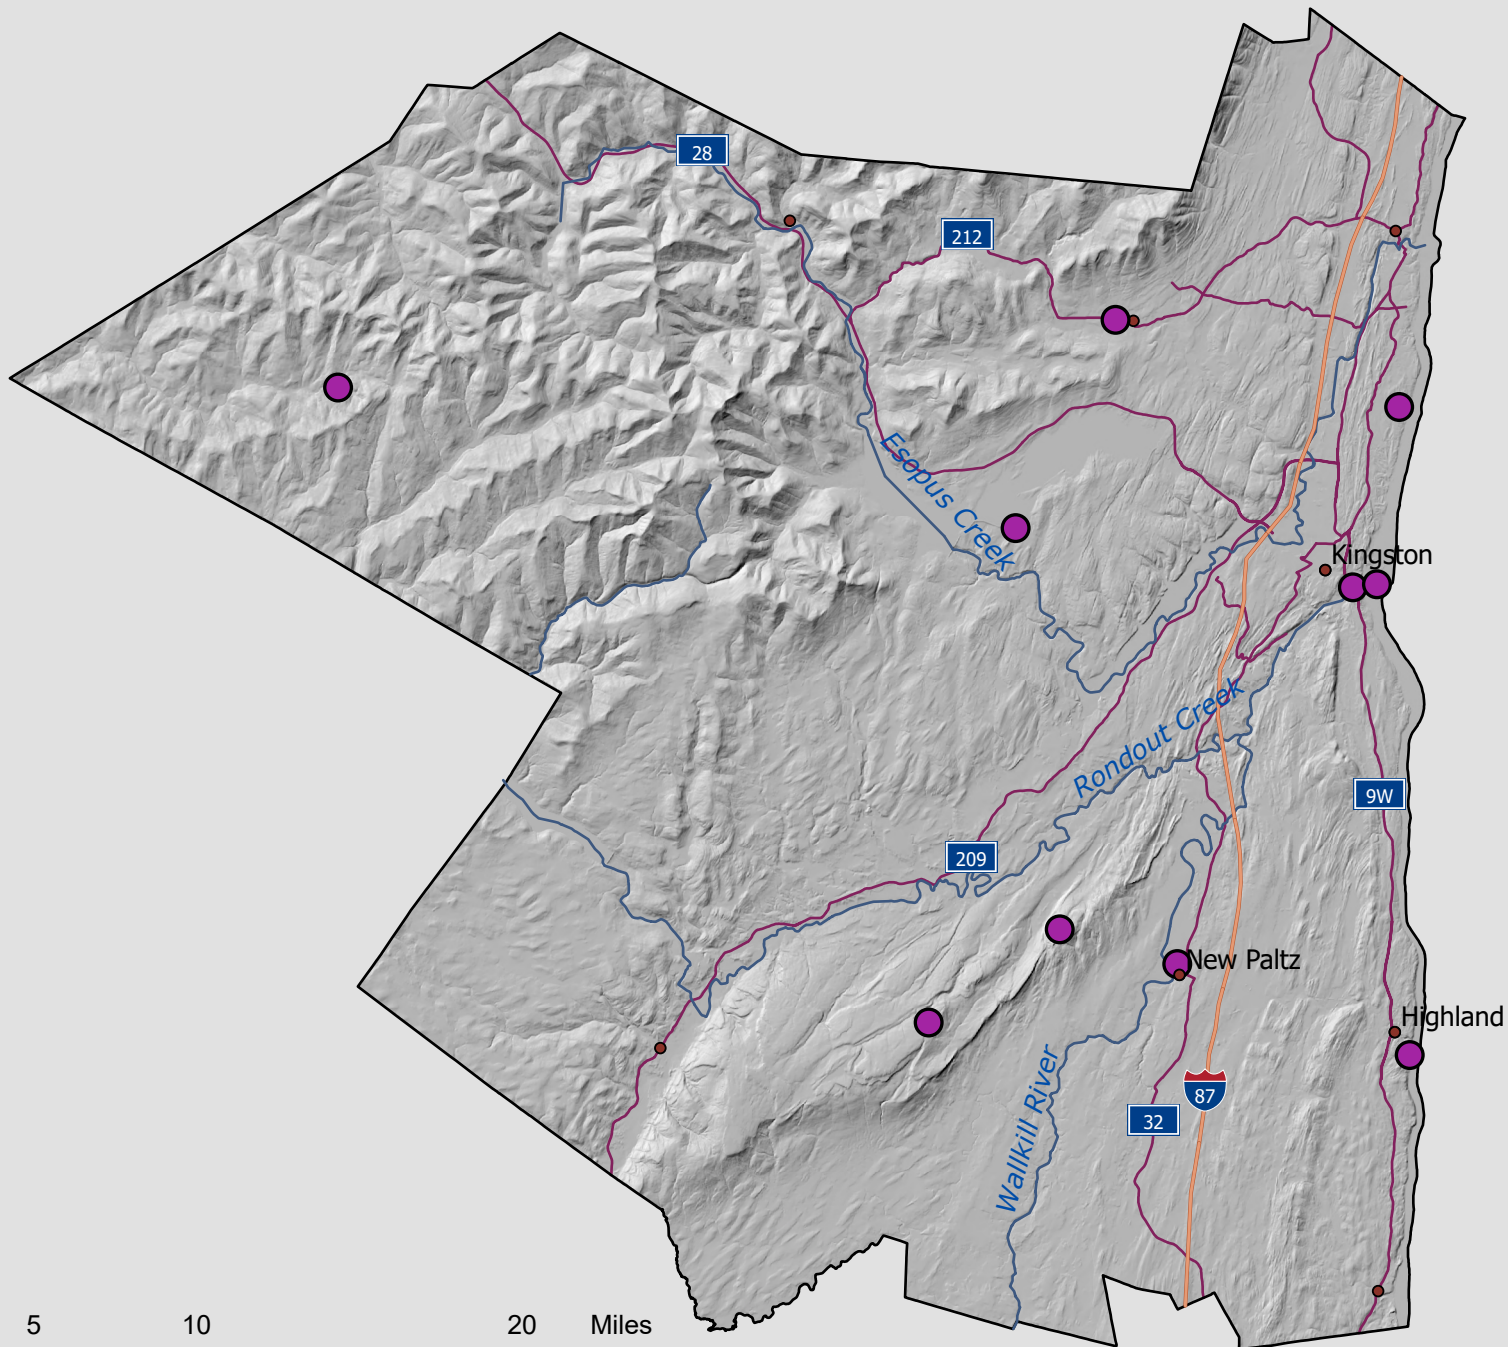 28
212
Esopus Creek
Kingston
Rondout Creek
9W
209
New Paltz
Highland
Wallkill River
87
32
5 10 20 Miles